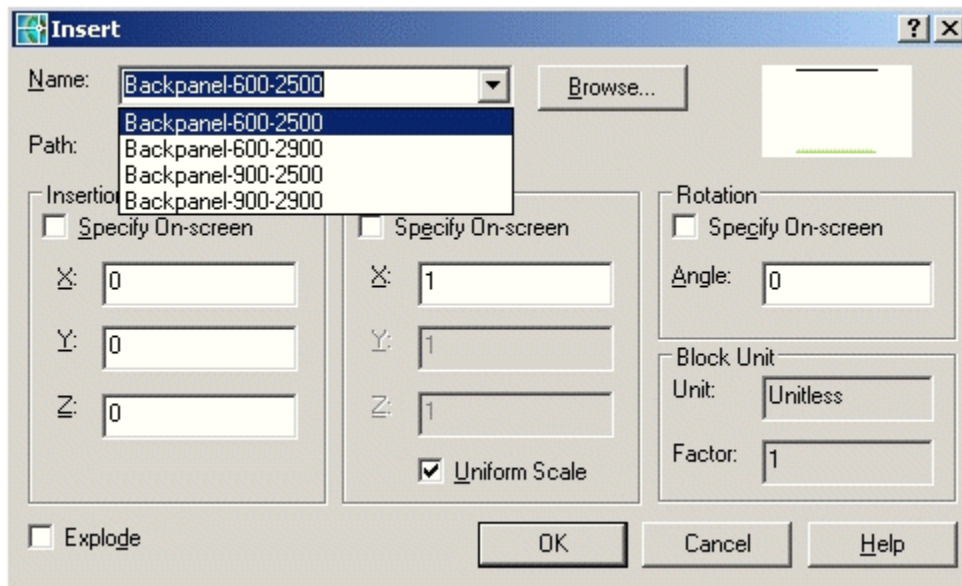 Insert
Name:
Backpanel-600-2500
Browse...
Backpanel-600-2500
Backpanel-600-2900
Backpanel-900-2500
Backpanel-900-2900
Path:
Specify On-screen
X: 0
Y: 0
Z: 0
Specify On-screen
X: 1
Y: 1
Z: 1
Uniform Scale
Rotation
Specify On-screen
Angle: 0
Block Unit
Unit: Unitless
Factor: 1
Explode
OK
Cancel
Help